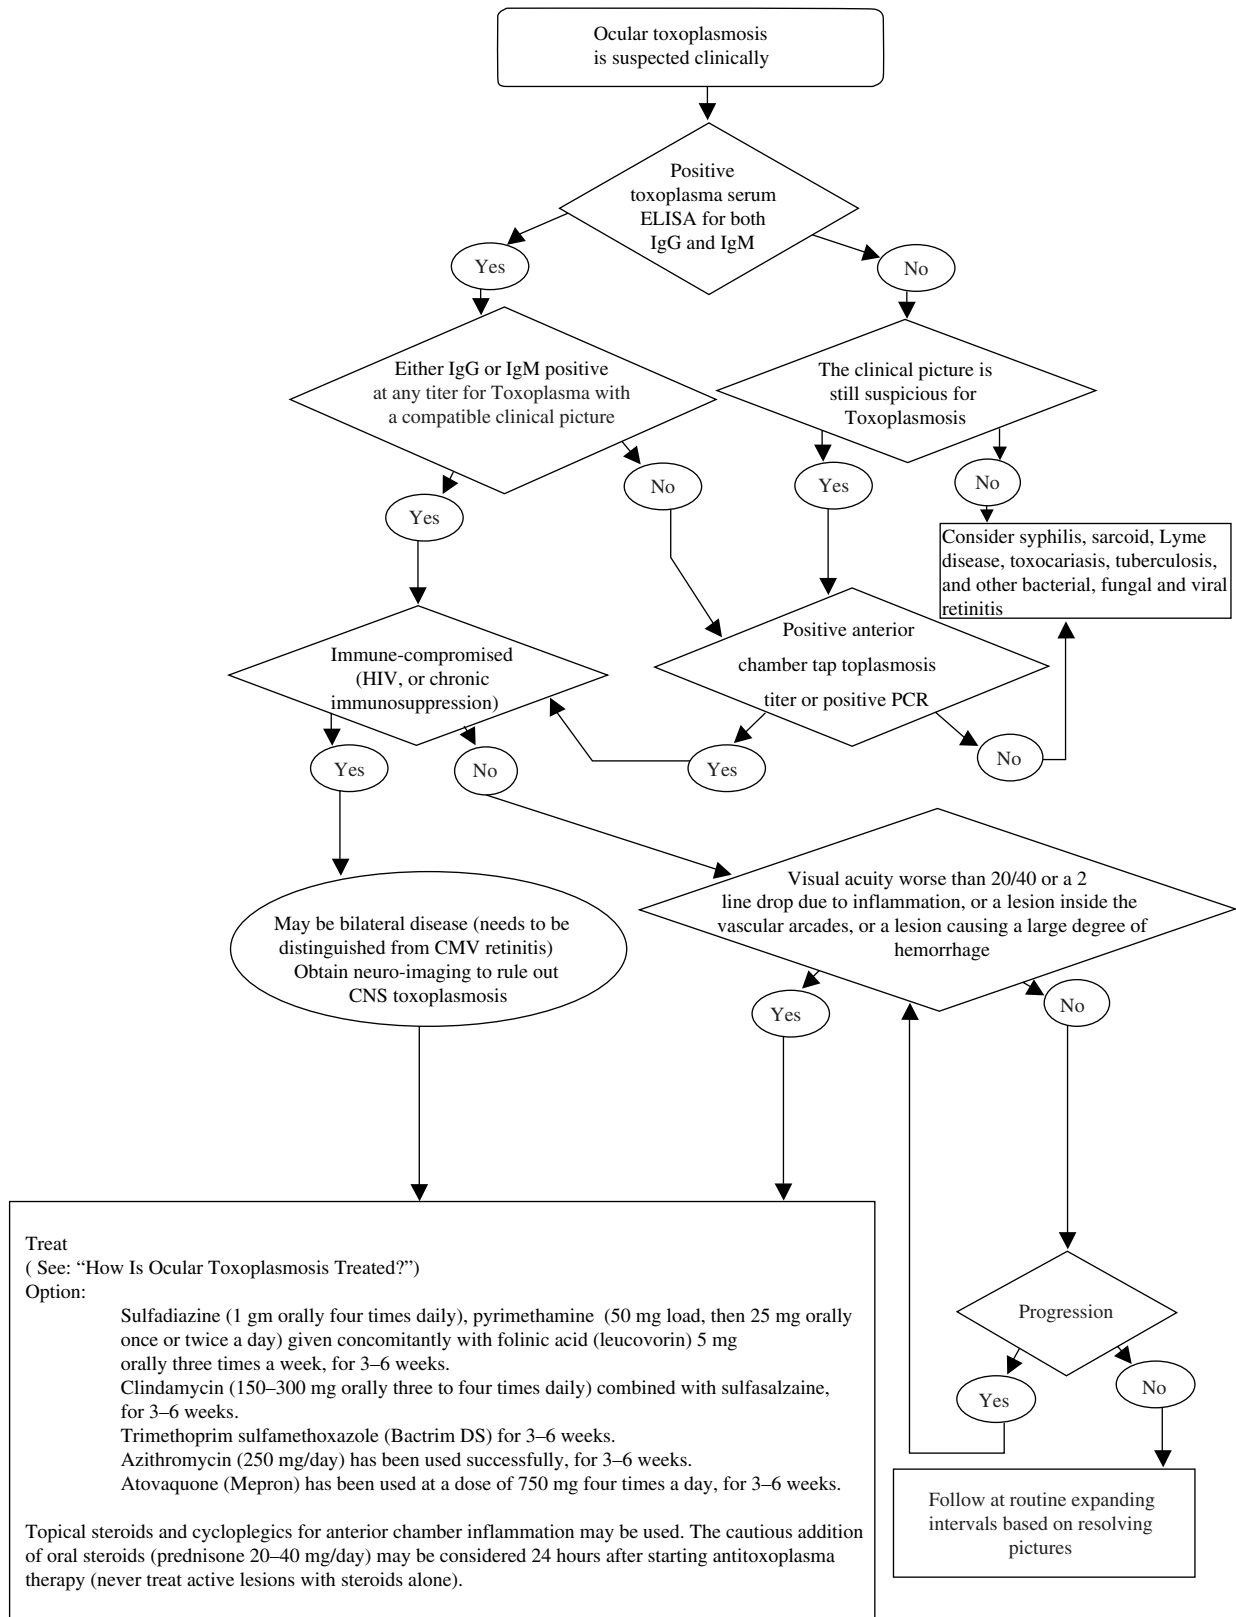 Ocular toxoplasmosis
is suspected clinically
Positive
toxoplasma serum
ELISA for both
IgG and IgM
Yes
No
Either IgG or IgM positive
at any titer for Toxoplasma with
a compatible clinical picture
The clinical picture is
still suspicious for
Toxoplasmosis
Yes
No
Yes
No
Consider syphilis, sarcoid, Lyme
disease, toxocariasis, tuberculosis,
and other bacterial, fungal and viral
retinitis
Immune-compromised
(HIV, or chronic
immunosuppression)
Positive anterior
chamber tap toplasmosis
titer or positive PCR
Yes
No
Yes
No
May be bilateral disease (needs to be
distinguished from CMV retinitis)
Obtain neuro-imaging to rule out
CNS toxoplasmosis
Visual acuity worse than 20/40 or a 2
line drop due to inflammation, or a lesion inside the
vascular arcades, or a lesion causing a large degree of
hemorrhage
Yes
No
Treat
( See: “How Is Ocular Toxoplasmosis Treated?”)
Option:
Sulfadiazine (1 gm orally four times daily), pyrimethamine (50 mg load, then 25 mg orally
once or twice a day) given concomitantly with folinic acid (leucovorin) 5 mg
orally three times a week, for 3–6 weeks.
Clindamycin (150–300 mg orally three to four times daily) combined with sulfasalzaine,
for 3–6 weeks.
Trimethoprim sulfamethoxazole (Bactrim DS) for 3–6 weeks.
Azithromycin (250 mg/day) has been used successfully, for 3–6 weeks.
Atovaquone (Mepron) has been used at a dose of 750 mg four times a day, for 3–6 weeks.
Topical steroids and cycloplegics for anterior chamber inflammation may be used. The cautious addition
of oral steroids (prednisone 20–40 mg/day) may be considered 24 hours after starting antitoxoplasma
therapy (never treat active lesions with steroids alone).
Progression
Yes
No
Follow at routine expanding
intervals based on resolving
pictures